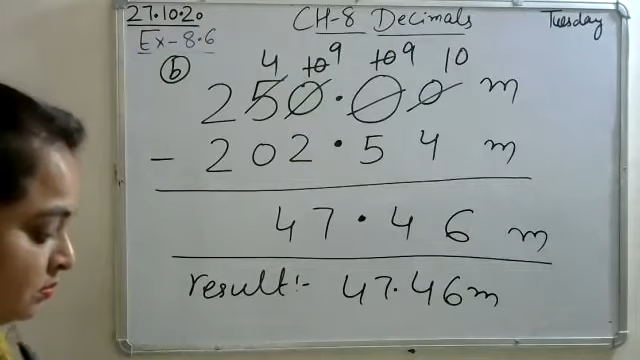 27.10.20 CH-8 Decimals Tuesday
Ex-8.6
(b) 4 10 9 10 9 10
250.00 m
- 202.54 m
47.46 m
result:- 47.46m